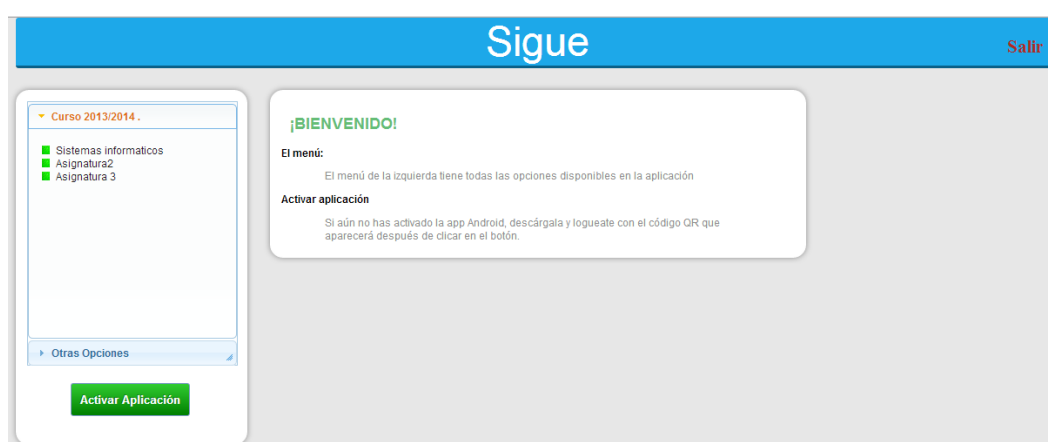 Sigue
Salir
Curso 2013/2014 .
Sistemas informaticos
Asignatura2
Asignatura 3
Otras Opciones
Activar Aplicación
¡BIENVENIDO!
El menú:
El menú de la izquierda tiene todas las opciones disponibles en la aplicación
Activar aplicación
Si aún no has activado la app Android, descárgala y logueate con el código QR que
aparecerá después de clicar en el botón.